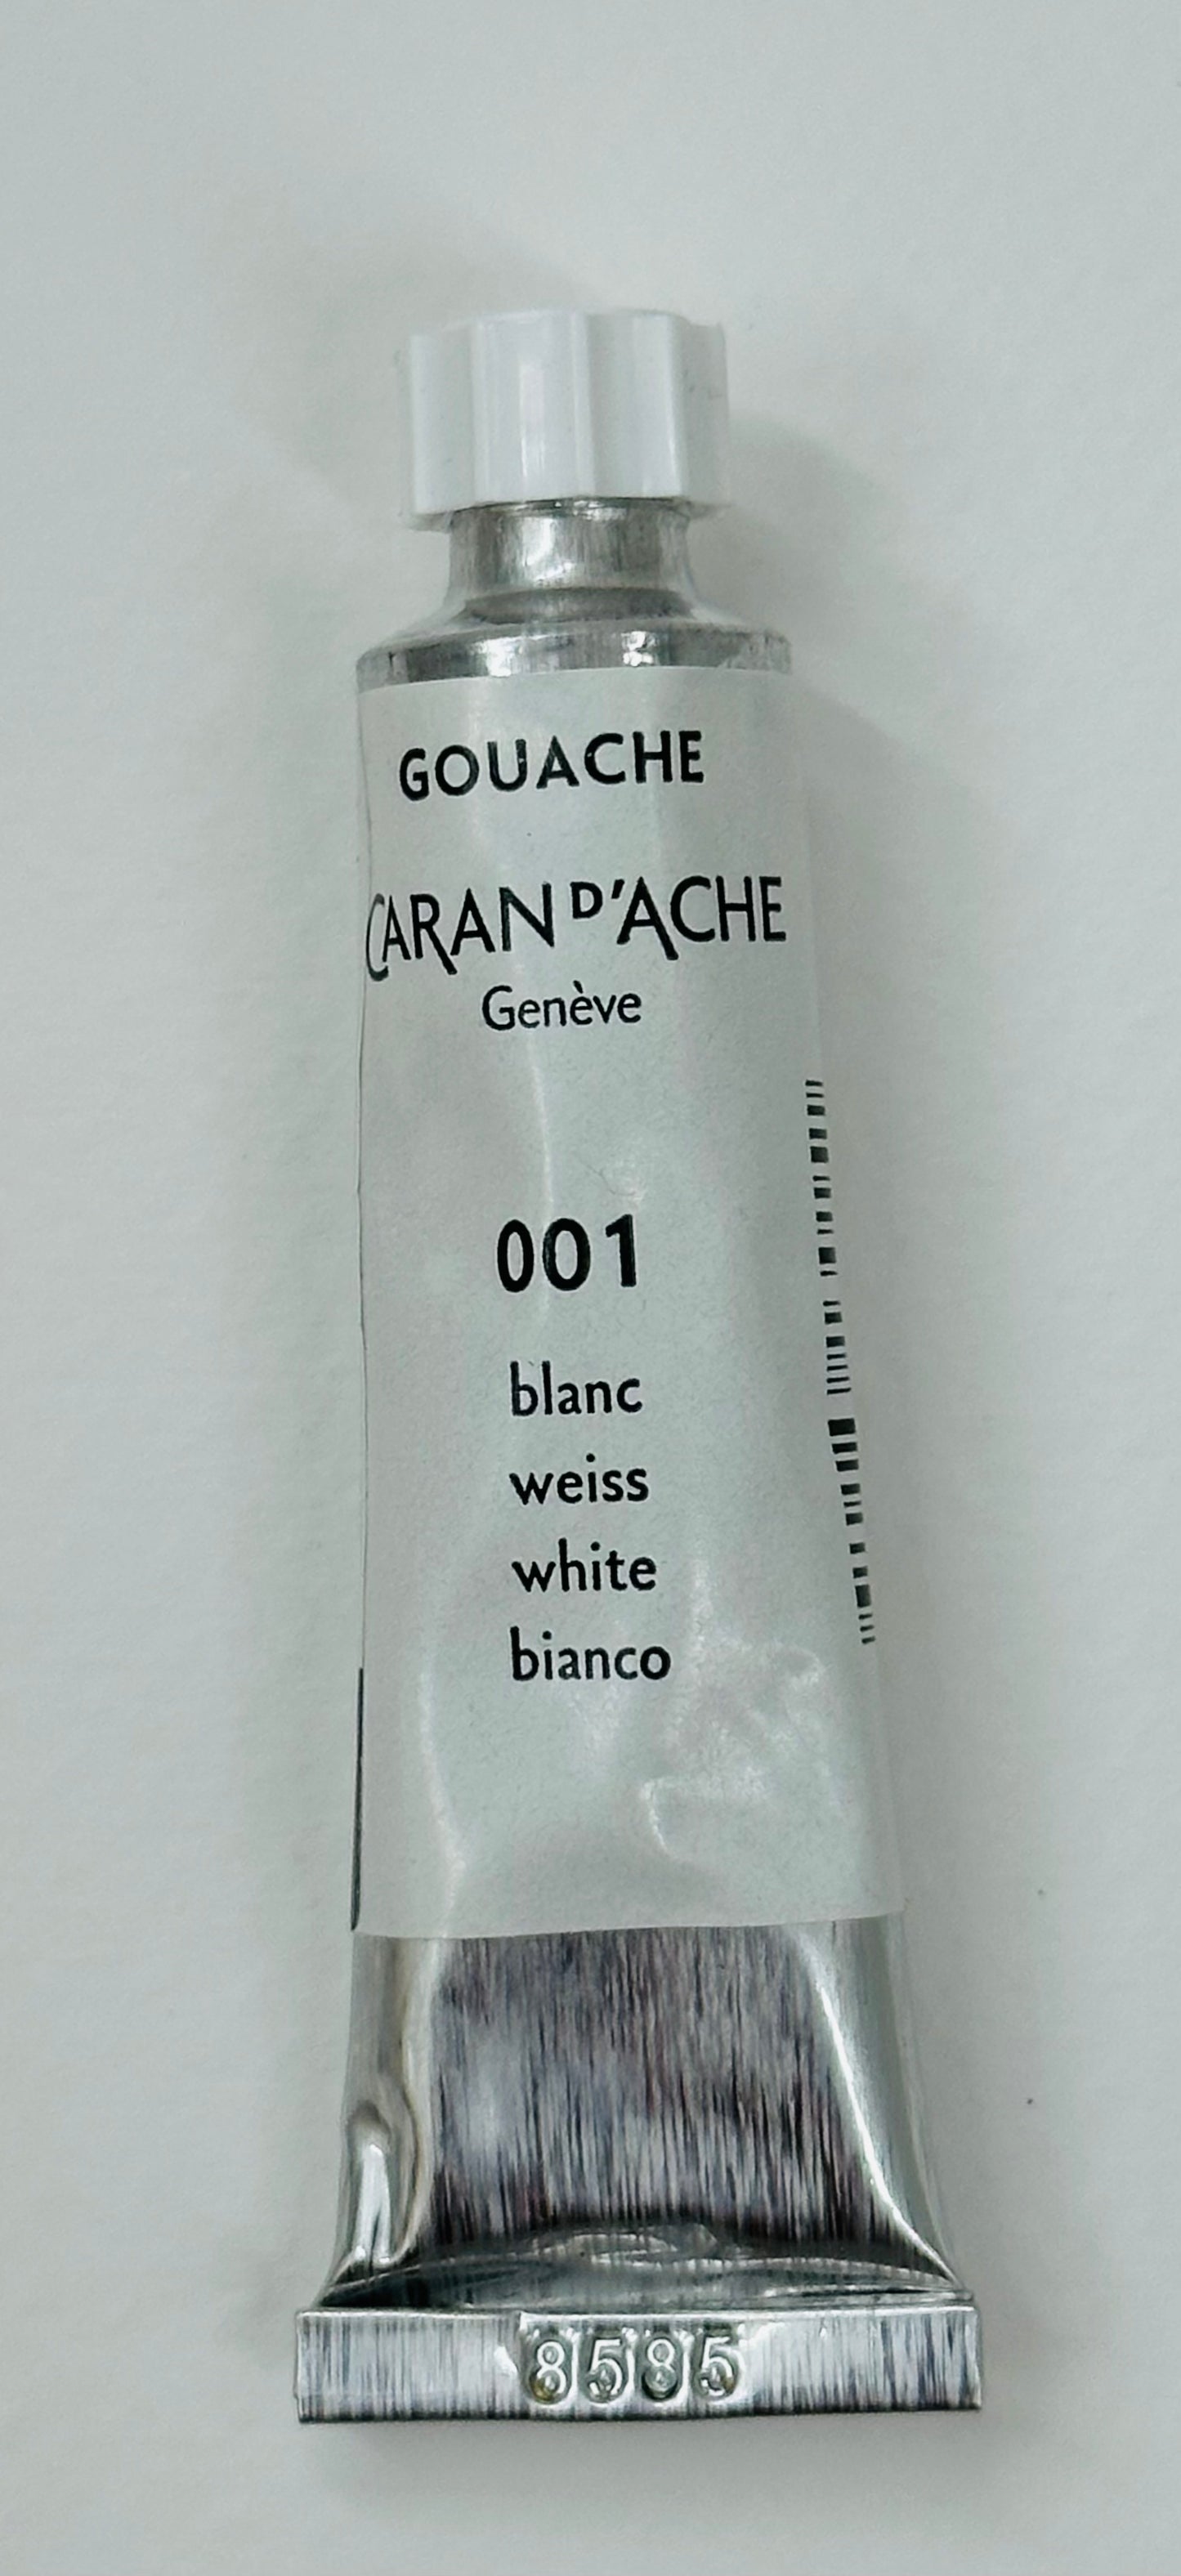 GOUACHE
CARAN D'ACHE
Genève
001
blanc
weiss
white
bianco
8585